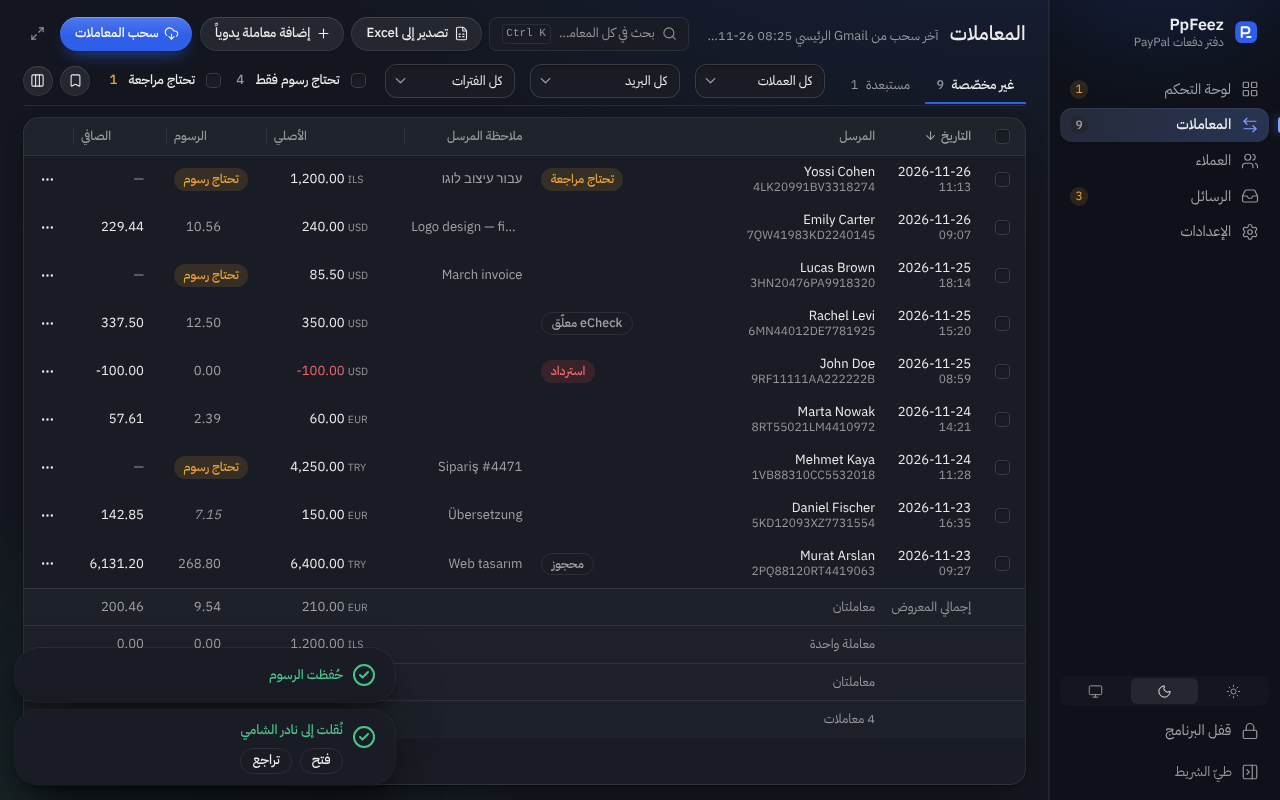 PpFeez
دفتر دفعات PayPal
لوحة التحكم 1
المعاملات 9
العملاء
الرسائل 3
الإعدادات
قفل البرنامج
طيّ الشريط
المعاملات
آخر سحب من Gmail الرئيسي 08:25 26-11...
بحث في كل المعامـ... Ctrl K
تصدير إلى Excel
إضافة معاملة يدوياً
سحب المعاملات
غير مخصّصة 9
مستبعدة 1
كل العملات
كل البريد
كل الفترات
تحتاج رسوم فقط 4
تحتاج مراجعة 1
التاريخ المرسل ملاحظة المرسل الأصلي الرسوم الصافي
2026-11-26 Yossi Cohen تحتاج مراجعة עבור עיצוב לוגו 1,200.00 ILS تحتاج رسوم —
11:13 4LK20991BV3318274
2026-11-26 Emily Carter Logo design — fi... 240.00 USD 10.56 229.44
09:07 7QW41983KD2240145
2026-11-25 Lucas Brown March invoice 85.50 USD تحتاج رسوم —
18:14 3HN20476PA9918320
2026-11-25 Rachel Levi eCheck معلّق 350.00 USD 12.50 337.50
15:20 6MN44012DE7781925
2026-11-25 John Doe استرداد -100.00 USD 0.00 -100.00
08:59 9RF11111AA222222B
2026-11-24 Marta Nowak 60.00 EUR 2.39 57.61
14:21 8RT55021LM4410972
2026-11-24 Mehmet Kaya Sipariş #4471 4,250.00 TRY تحتاج رسوم —
11:28 1VB88310CC5532018
2026-11-23 Daniel Fischer Übersetzung 150.00 EUR 7.15 142.85
16:35 5KD12093XZ7731554
2026-11-23 Murat Arslan محجوز Web tasarım 6,400.00 TRY 268.80 6,131.20
09:27 2PQ88120RT4419063
إجمالي المعروض معاملتان 210.00 EUR 9.54 200.46
معاملة واحدة 1,200.00 ILS 0.00 0.00
معاملتان
4 معاملات
حُفظت الرسوم
نُقلت إلى نادر الشامي
فتح
تراجع